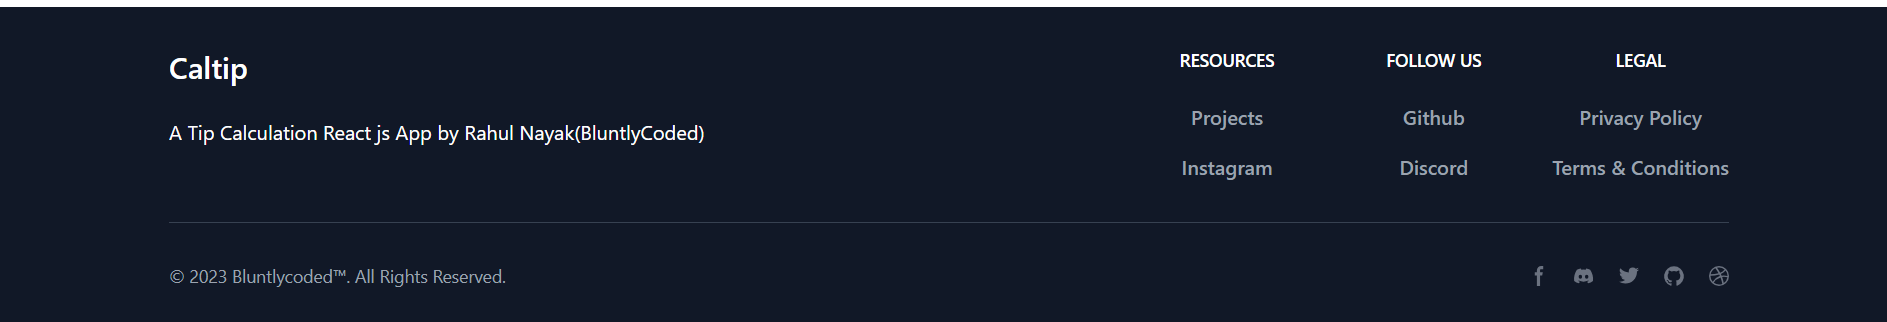 Caltip
A Tip Calculation React js App by Rahul Nayak(BluntlyCoded)
RESOURCES
Projects
Instagram
FOLLOW US
Github
Discord
LEGAL
Privacy Policy
Terms & Conditions
© 2023 Bluntlycoded™. All Rights Reserved.